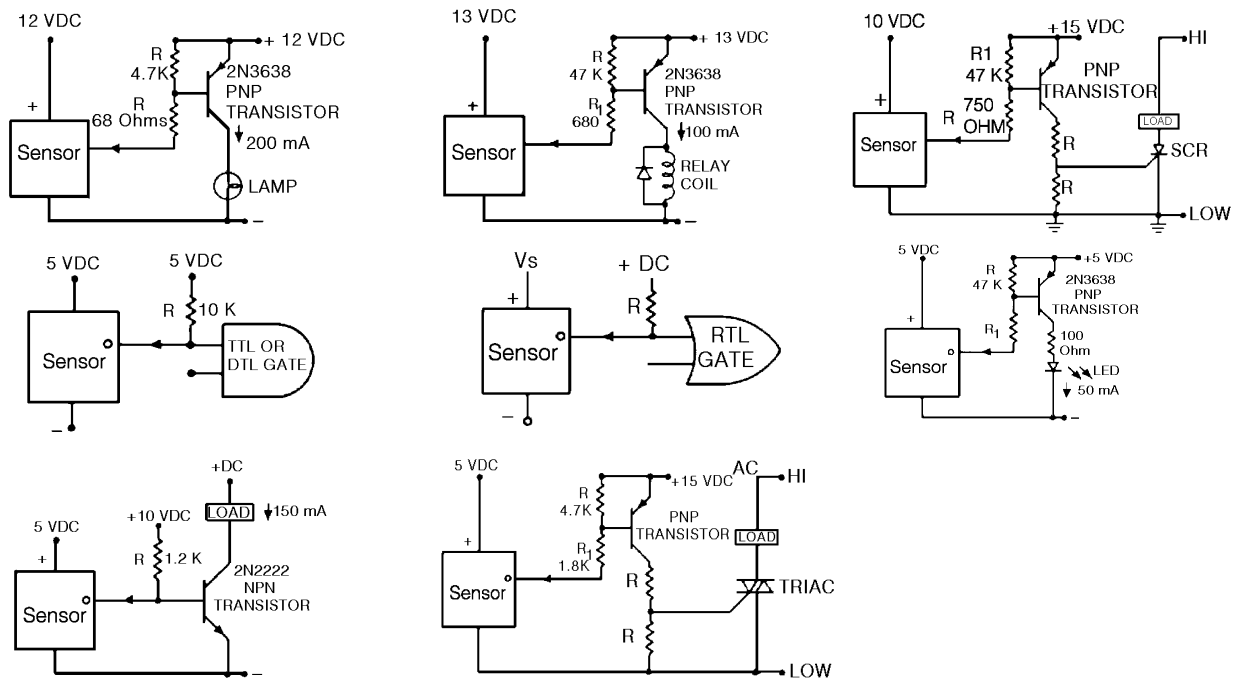 12 VDC
+ 12 VDC
R
4.7K
2N3638
PNP
TRANSISTOR
+
R
68 Ohms
200 mA
Sensor
LAMP
–
13 VDC
+ 13 VDC
R
47 K
2N3638
PNP
TRANSISTOR
+
R1
680
100 mA
Sensor
RELAY
COIL
–
10 VDC
+15 VDC
HI
R1
47 K
PNP
TRANSISTOR
+
750
OHM
R
LOAD
Sensor
R
SCR
R
LOW
5 VDC
5 VDC
+
R
10 K
Sensor
TTL OR
DTL GATE
–
Vs
+ DC
+
R
Sensor
RTL
GATE
–
5 VDC
+5 VDC
R
47 K
2N3638
PNP
TRANSISTOR
+
R1
100
Ohm
Sensor
LED
50 mA
–
+DC
LOAD
150 mA
+10 VDC
5 VDC
+
R
1.2 K
2N2222
NPN
TRANSISTOR
Sensor
–
5 VDC
+15 VDC
AC
HI
R
4.7K
PNP
TRANSISTOR
LOAD
+
R1
1.8K
Sensor
R
TRIAC
R
LOW